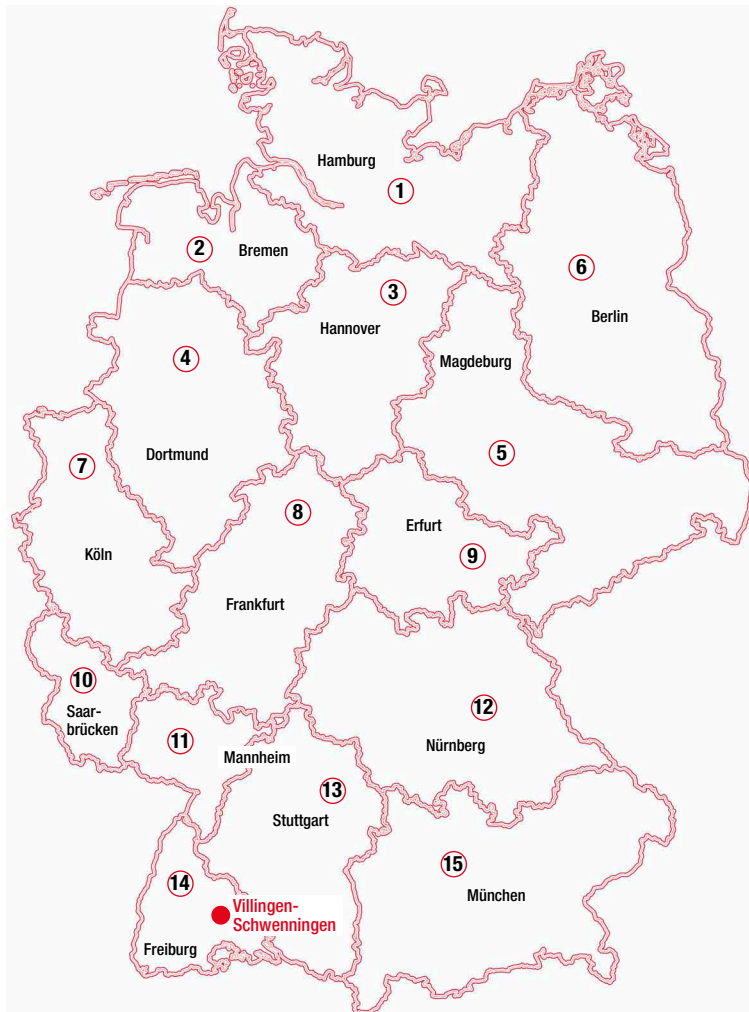 Hamburg
1
2
Bremen
6
3
Hannover
Berlin
4
Magdeburg
7
Dortmund
5
8
Erfurt
Köln
9
Frankfurt
10
Saar-
brücken
12
11
Nürnberg
Mannheim
13
Stuttgart
15
14
München
Villingen-
Schwenningen
Freiburg